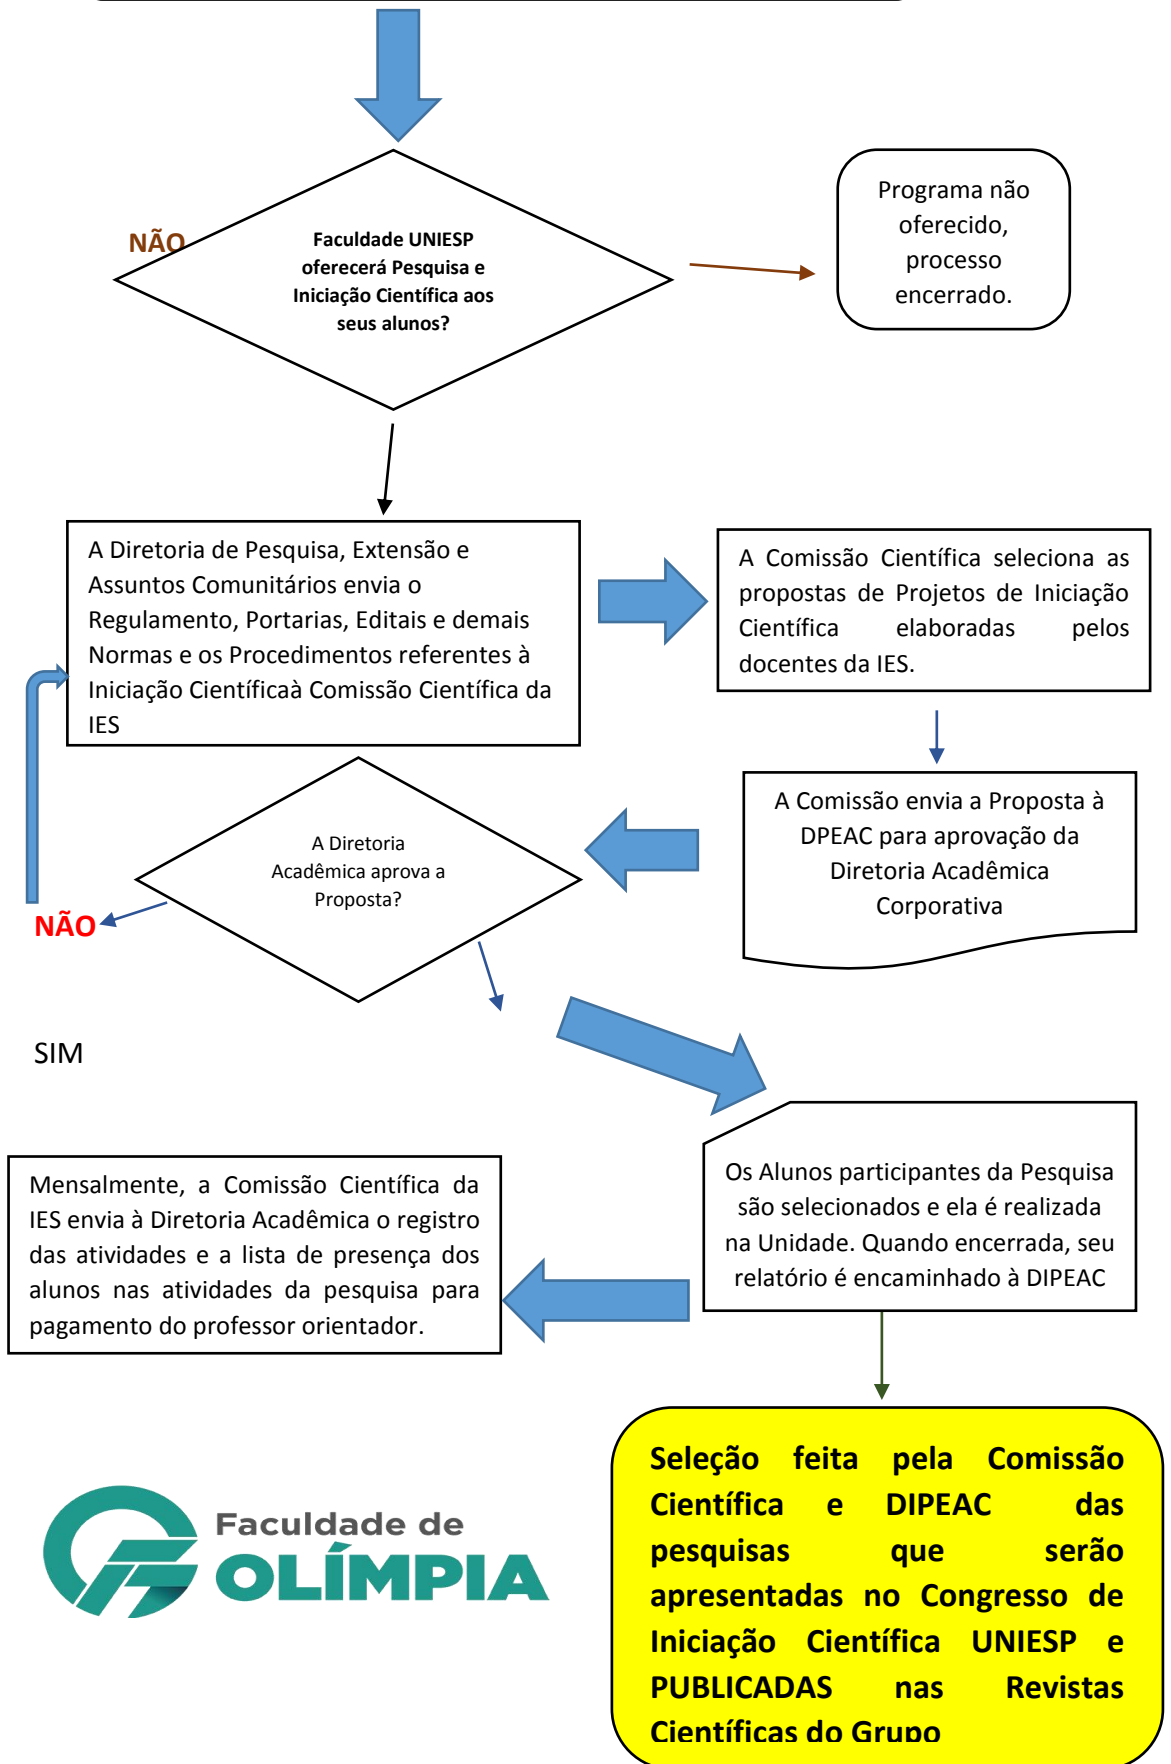 NÃO
Faculdade UNIESP
oferecerá Pesquisa e
Iniciação Científica aos
seus alunos?
Programa não
oferecido,
processo
encerrado.
A Diretoria de Pesquisa, Extensão e
Assuntos Comunitários envia o
Regulamento, Portarias, Editais e demais
Normas e os Procedimentos referentes à
Iniciação Científicaà Comissão Científica da
IES
A Comissão Científica seleciona as
propostas de Projetos de Iniciação
Científica elaboradas pelos
docentes da IES.
A Comissão envia a Proposta à
DPEAC para aprovação da
Diretoria Acadêmica
Corporativa
A Diretoria
Acadêmica aprova a
Proposta?
NÃO
SIM
Os Alunos participantes da Pesquisa
são selecionados e ela é realizada
na Unidade. Quando encerrada, seu
relatório é encaminhado à DIPEAC
Mensalmente, a Comissão Científica da
IES envia à Diretoria Acadêmica o registro
das atividades e a lista de presença dos
alunos nas atividades da pesquisa para
pagamento do professor orientador.
Seleção feita pela Comissão
Científica e DIPEAC das
pesquisas que serão
apresentadas no Congresso de
Iniciação Científica UNIESP e
PUBLICADAS nas Revistas
Científicas do Grupo
Faculdade de
OLÍMPIA